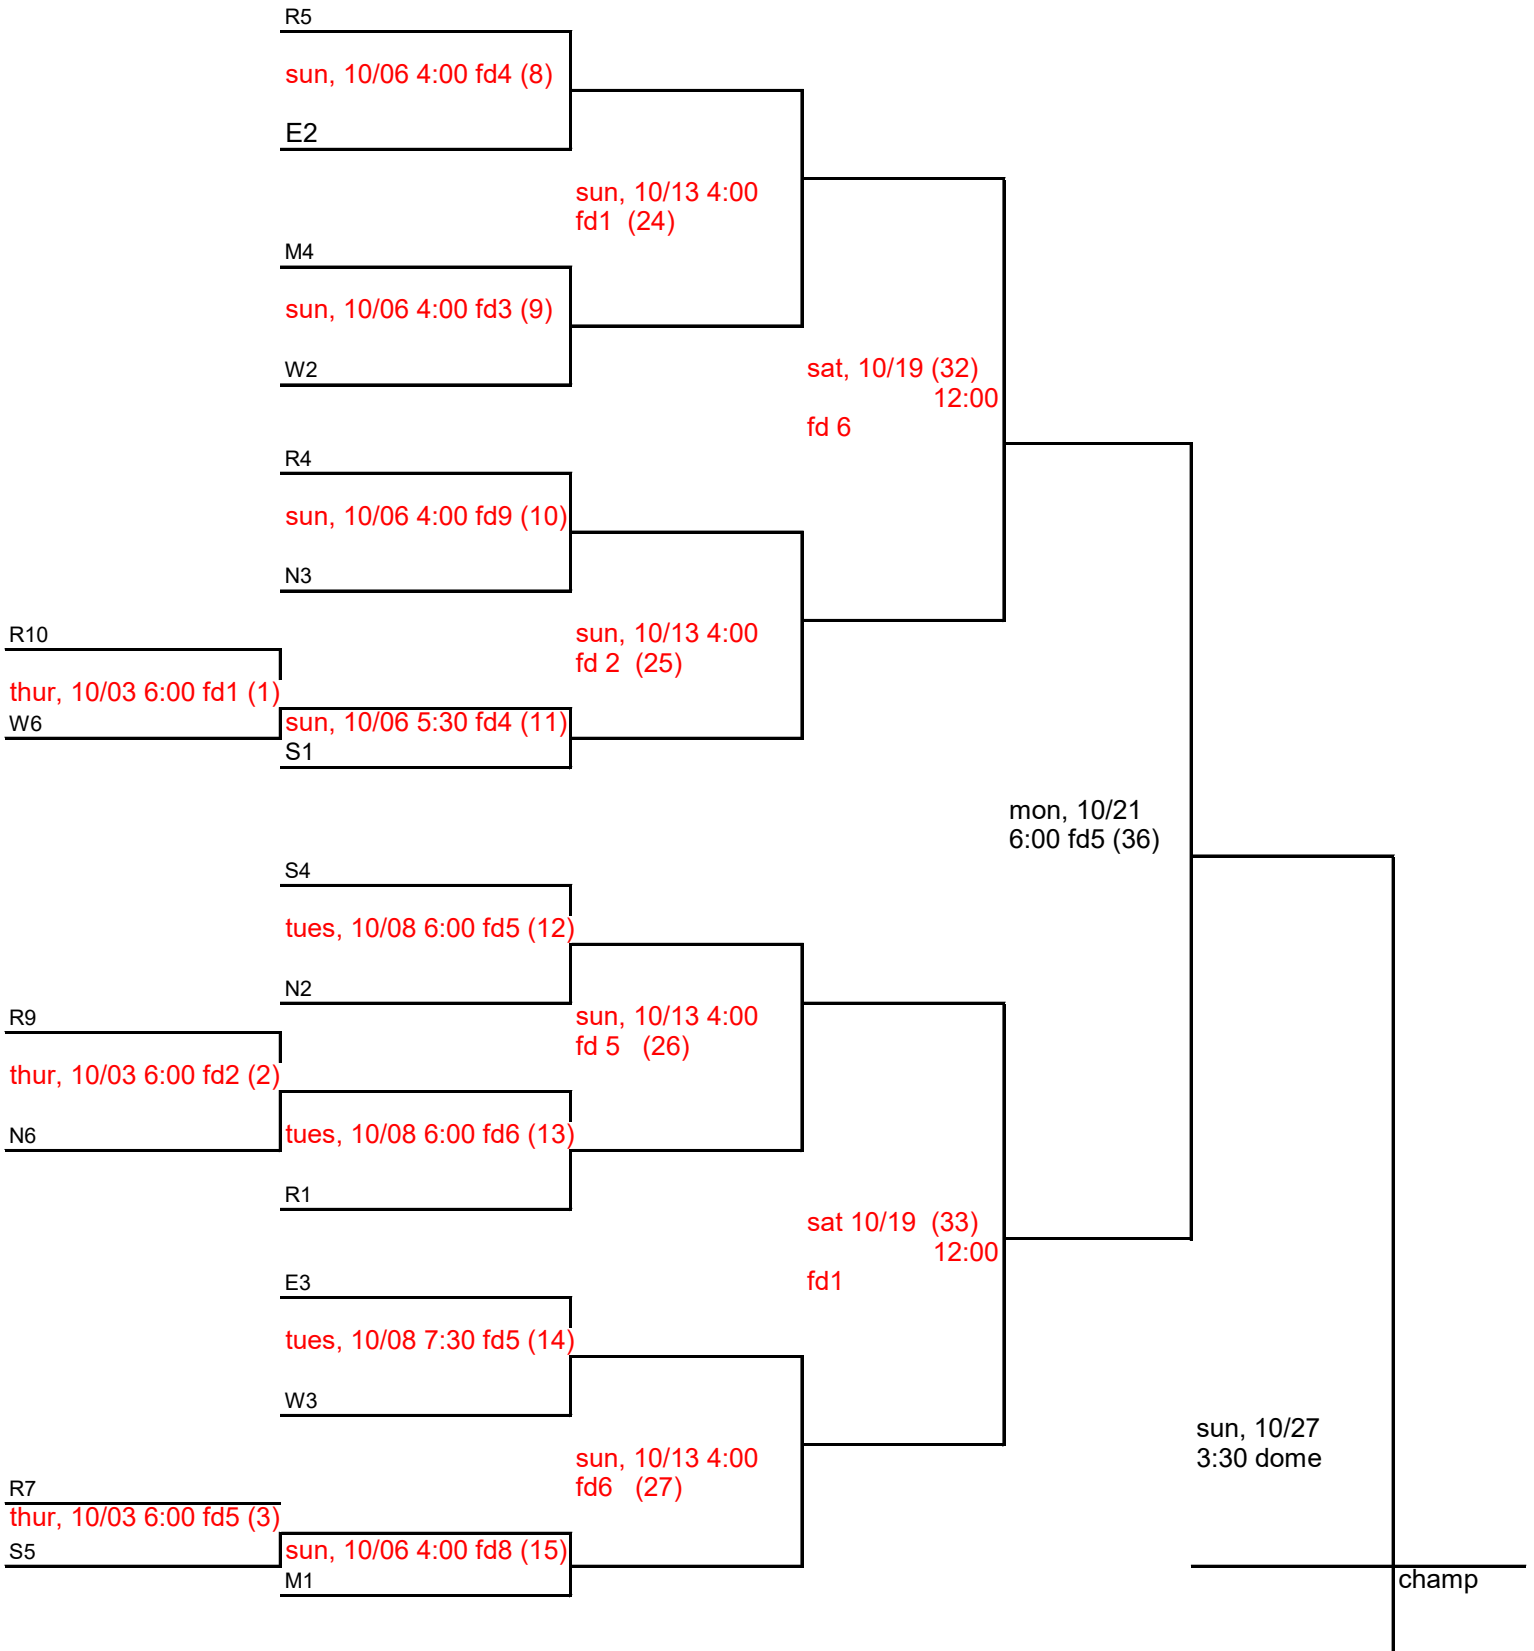 R5
sun, 10/06 4:00 fd4 (8)
E2
sun, 10/13 4:00
fd1  (24)
M4
sun, 10/06 4:00 fd3 (9)
W2
sat, 10/19 (32)
12:00
fd 6
R4
sun, 10/06 4:00 fd9 (10)
N3
R10
sun, 10/13 4:00
fd 2  (25)
thur, 10/03 6:00 fd1 (1)
W6
sun, 10/06 5:30 fd4 (11)
S1
mon, 10/21
6:00 fd5 (36)
S4
tues, 10/08 6:00 fd5 (12)
N2
R9
sun, 10/13 4:00
fd 5   (26)
thur, 10/03 6:00 fd2 (2)
N6
tues, 10/08 6:00 fd6 (13)
R1
sat 10/19  (33)
12:00
fd1
E3
tues, 10/08 7:30 fd5 (14)
W3
sun, 10/27
3:30 dome
sun, 10/13 4:00
fd6   (27)
R7
thur, 10/03 6:00 fd5 (3)
S5
sun, 10/06 4:00 fd8 (15)
M1
champ